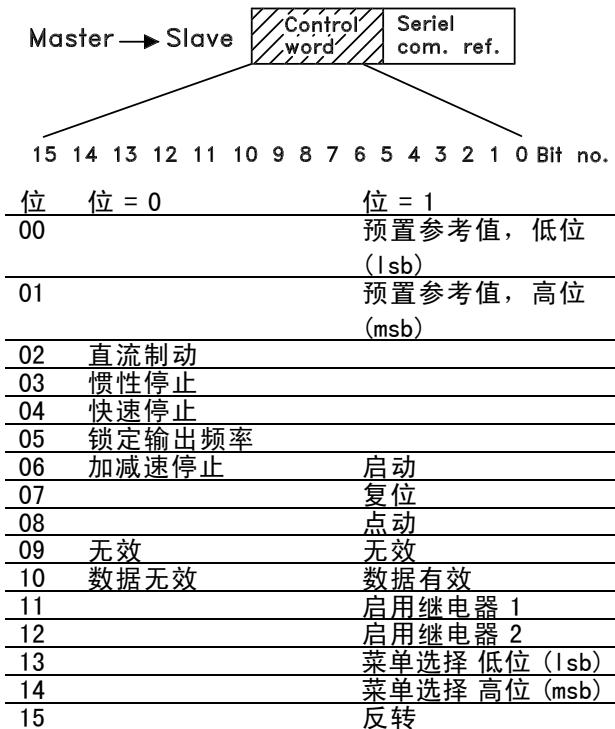 Master → Slave Control word Seriel com. ref.
15 14 13 12 11 10 9 8 7 6 5 4 3 2 1 0 Bit no.
位 位 = 0 位 = 1
00 预置参考值，低位
(lsb)
01 预置参考值，高位
(msb)
02 直流制动
03 惯性停止
04 快速停止
05 锁定输出频率
06 加减速停止 启动
07 复位
08 点动
09 无效 无效
10 数据无效 数据有效
11 启用继电器 1
12 启用继电器 2
13 菜单选择 低位 (lsb)
14 菜单选择 高位 (msb)
15 反转